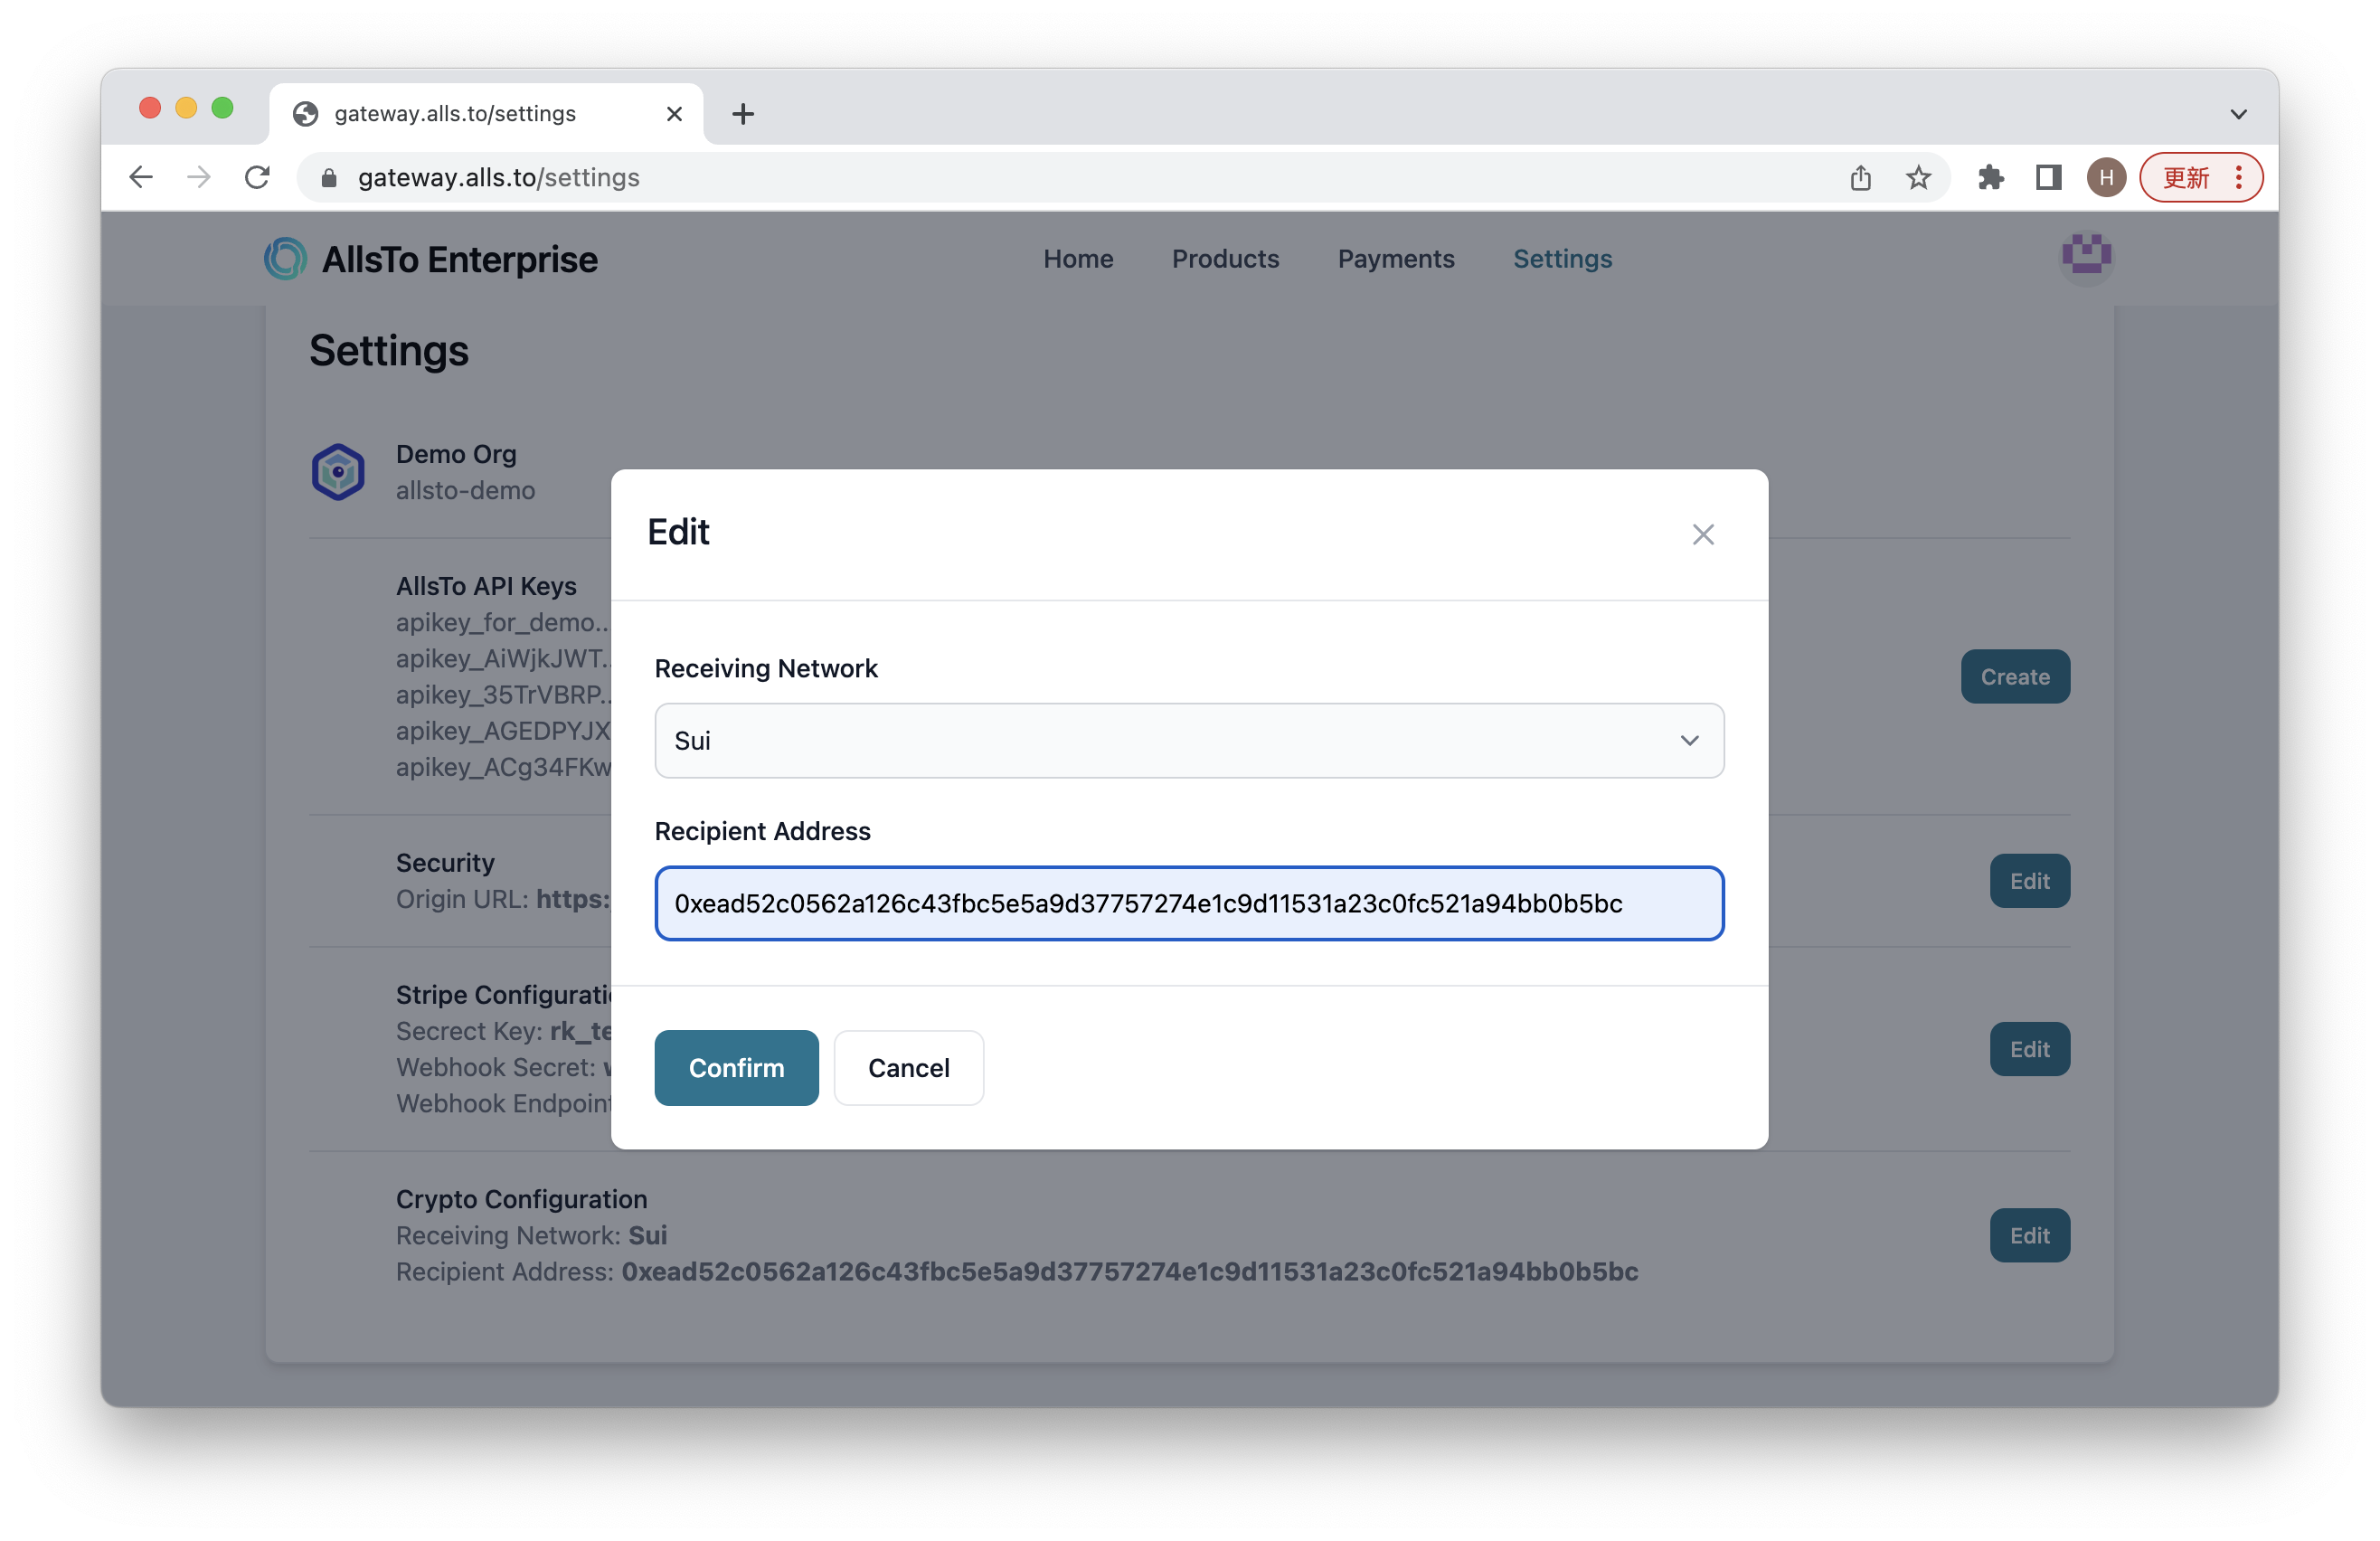 gateway.alls.to/settings
gateway.alls.to/settings
H
更新
AllsTo Enterprise
Home
Products
Payments
Settings
Settings
Demo Org
allsto-demo
AllsTo API Keys
apikey_for_demo..
apikey_AiWjkJWT..
apikey_35TrVBRP..
apikey_AGEDPYJX
apikey_ACg34FKw
Create
Security
Origin URL: https:
Edit
Stripe Configurati
Secrect Key: rk_te
Webhook Secret:
Webhook Endpoint
Edit
Crypto Configuration
Receiving Network: Sui
Recipient Address: 0xead52c0562a126c43fbc5e5a9d37757274e1c9d11531a23c0fc521a94bb0b5bc
Edit
Edit
Receiving Network
Sui
Recipient Address
0xead52c0562a126c43fbc5e5a9d37757274e1c9d11531a23c0fc521a94bb0b5bc
Confirm
Cancel